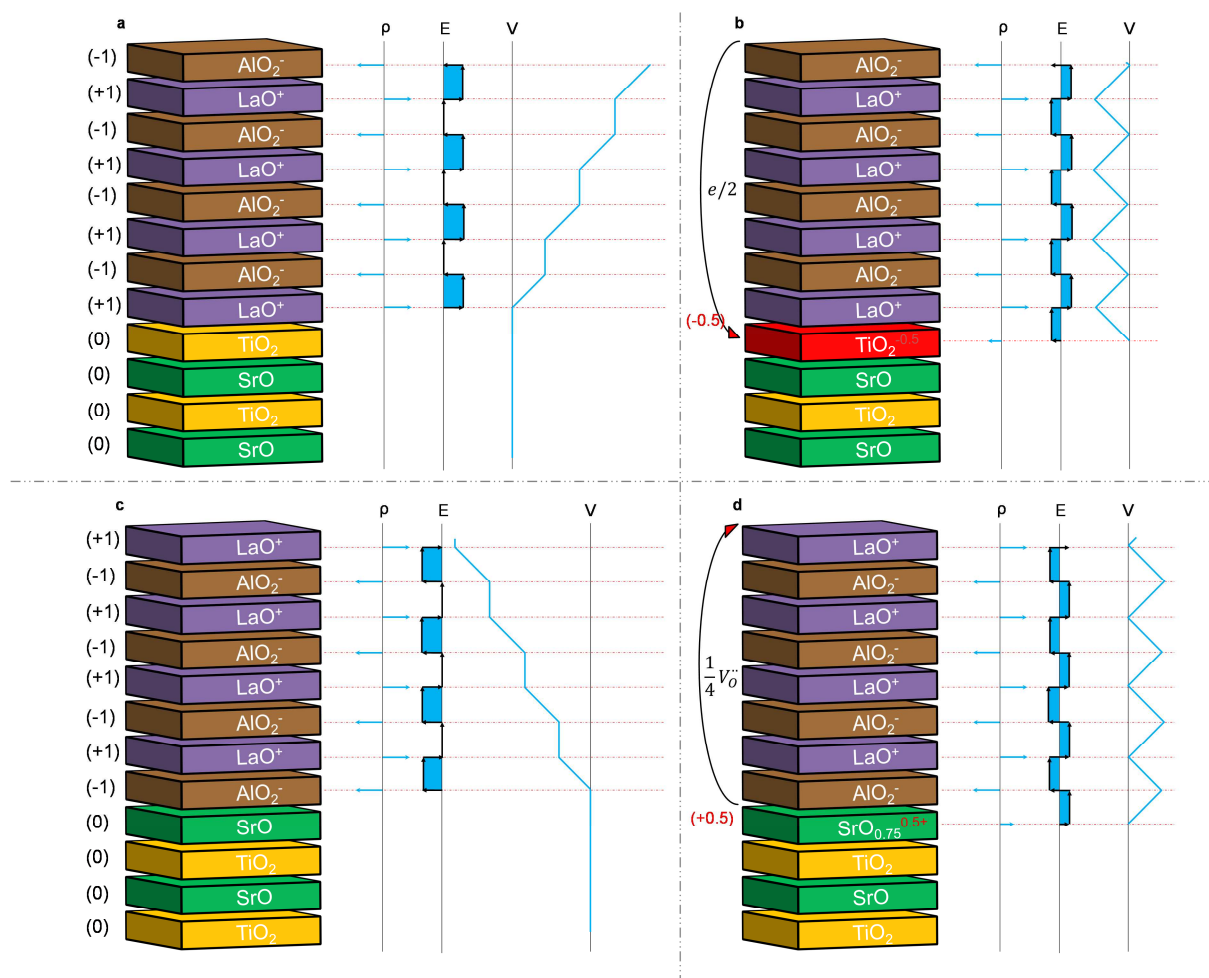 a ρ E V
(-1) AlO₂⁻
(+1) LaO⁺
(-1) AlO₂⁻
(+1) LaO⁺
(-1) AlO₂⁻
(+1) LaO⁺
(-1) AlO₂⁻
(+1) LaO⁺
(0) TiO₂
(0) SrO
(0) TiO₂
(0) SrO
b ρ E V
AlO₂⁻
LaO⁺
AlO₂⁻
LaO⁺
e/2
AlO₂⁻
LaO⁺
AlO₂⁻
LaO⁺
(-0.5) TiO₂⁻⁰·⁵
SrO
TiO₂
SrO
c ρ E V
(+1) LaO⁺
(-1) AlO₂⁻
(+1) LaO⁺
(-1) AlO₂⁻
(+1) LaO⁺
(-1) AlO₂⁻
(+1) LaO⁺
(-1) AlO₂⁻
(0) SrO
(0) TiO₂
(0) SrO
(0) TiO₂
d ρ E V
LaO⁺
AlO₂⁻
LaO⁺
AlO₂⁻
1/4 V_O^¨
LaO⁺
AlO₂⁻
LaO⁺
AlO₂⁻
(+0.5) SrO₀.₇₅⁰·⁵⁺
TiO₂
SrO
TiO₂